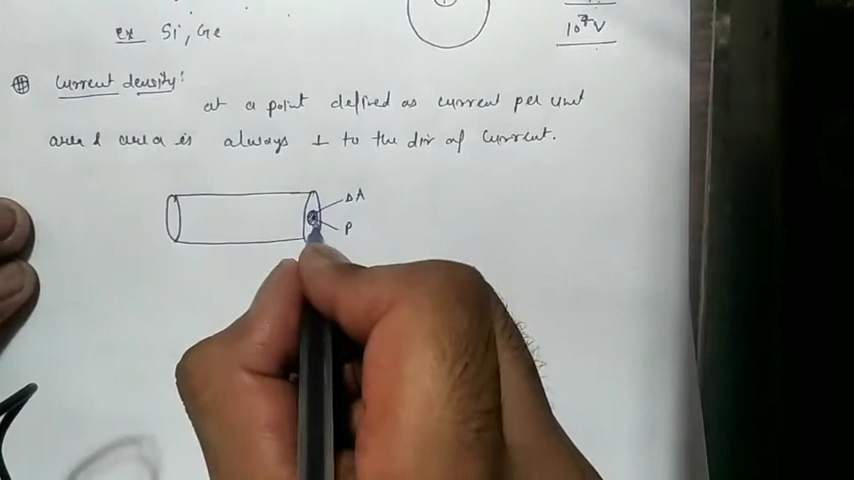 ex Si, Ge
10⁷V
Current density:
at a point defined as current per unit
area & area is always ⊥ to the dir of current.
ΔA
P